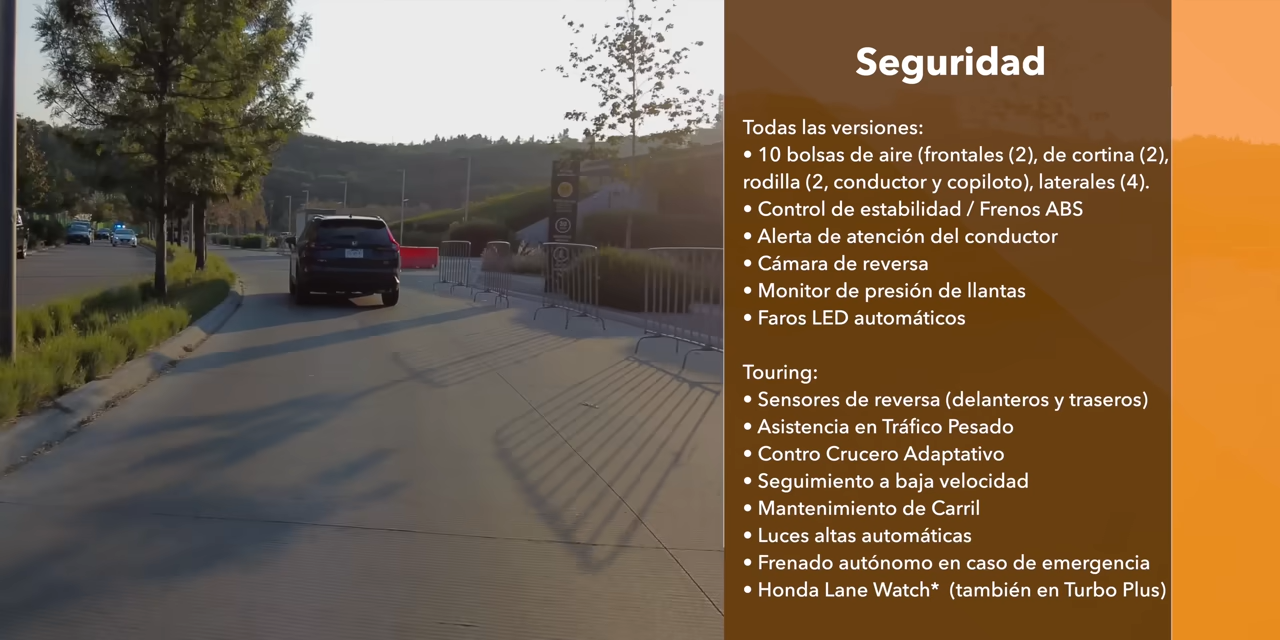 Seguridad
Todas las versiones:
• 10 bolsas de aire (frontales (2), de cortina (2),
rodilla (2, conductor y copiloto), laterales (4).
• Control de estabilidad / Frenos ABS
• Alerta de atención del conductor
• Cámara de reversa
• Monitor de presión de llantas
• Faros LED automáticos
Touring:
• Sensores de reversa (delanteros y traseros)
• Asistencia en Tráfico Pesado
• Contro Crucero Adaptativo
• Seguimiento a baja velocidad
• Mantenimiento de Carril
• Luces altas automáticas
• Frenado autónomo en caso de emergencia
• Honda Lane Watch* (también en Turbo Plus)